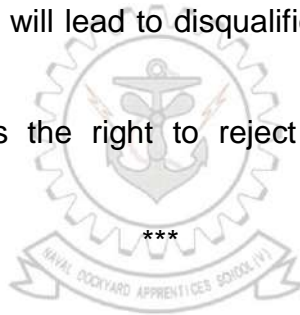 will lead to disqualific
s the right to reject
***
NAVAL DOCKYARD APPRENTICES SCHOOL (V)